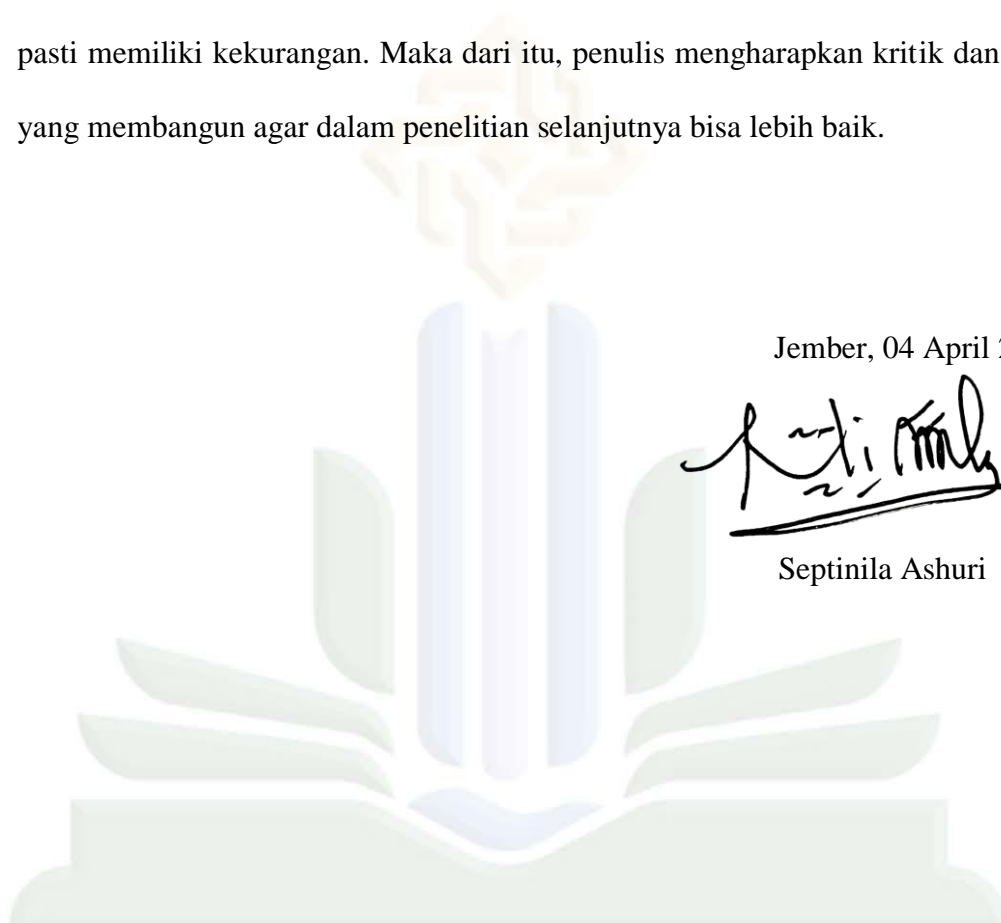 pasti memiliki kekurangan. Maka dari itu, penulis mengharapkan kritik dan
yang membangun agar dalam penelitian selanjutnya bisa lebih baik.
Jember, 04 April
Septinila Ashuri